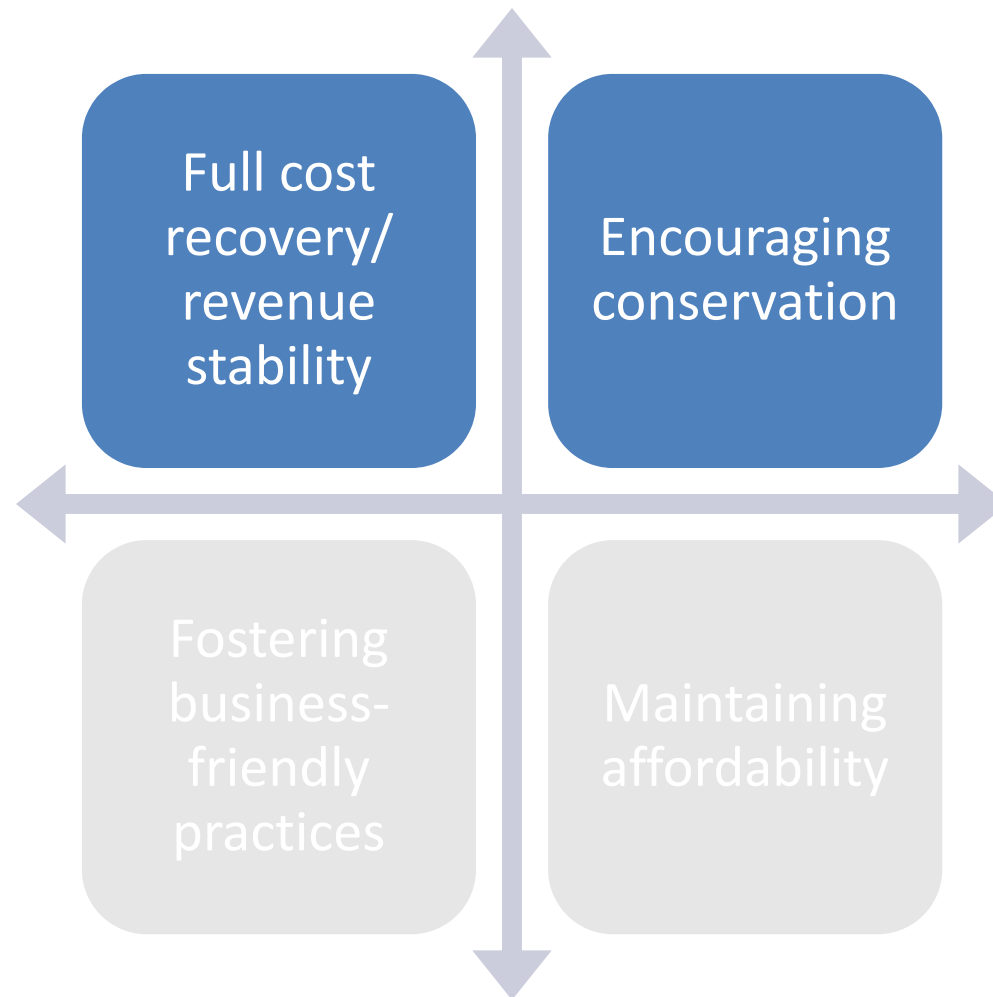 Full cost
recovery/
revenue
stability
Encouraging
conservation
Fostering
business-
friendly
practices
Maintaining
affordability